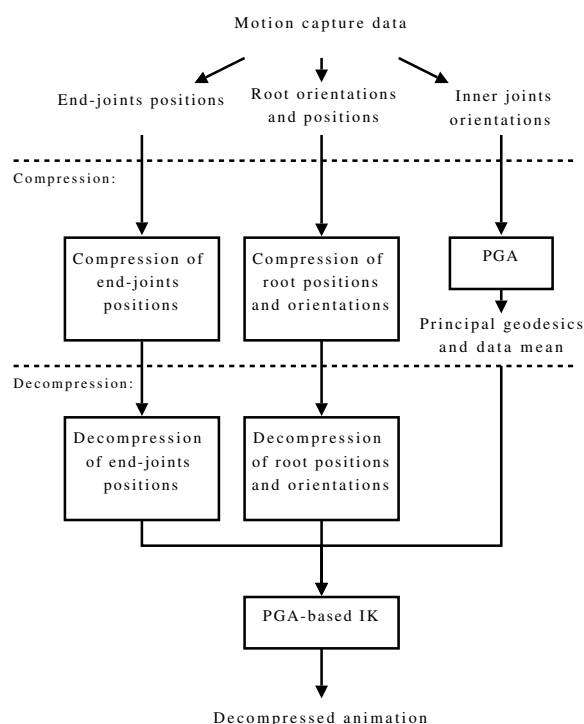 Motion capture data
End-joints positions
Root orientations
and positions
Inner joints
orientations
Compression:
Compression of
end-joints
positions
Compression of
root positions
and orientations
PGA
Principal geodesics
and data mean
Decompression:
Decompression
of end-joints
positions
Decompression
of root positions
and orientations
PGA-based IK
Decompressed animation